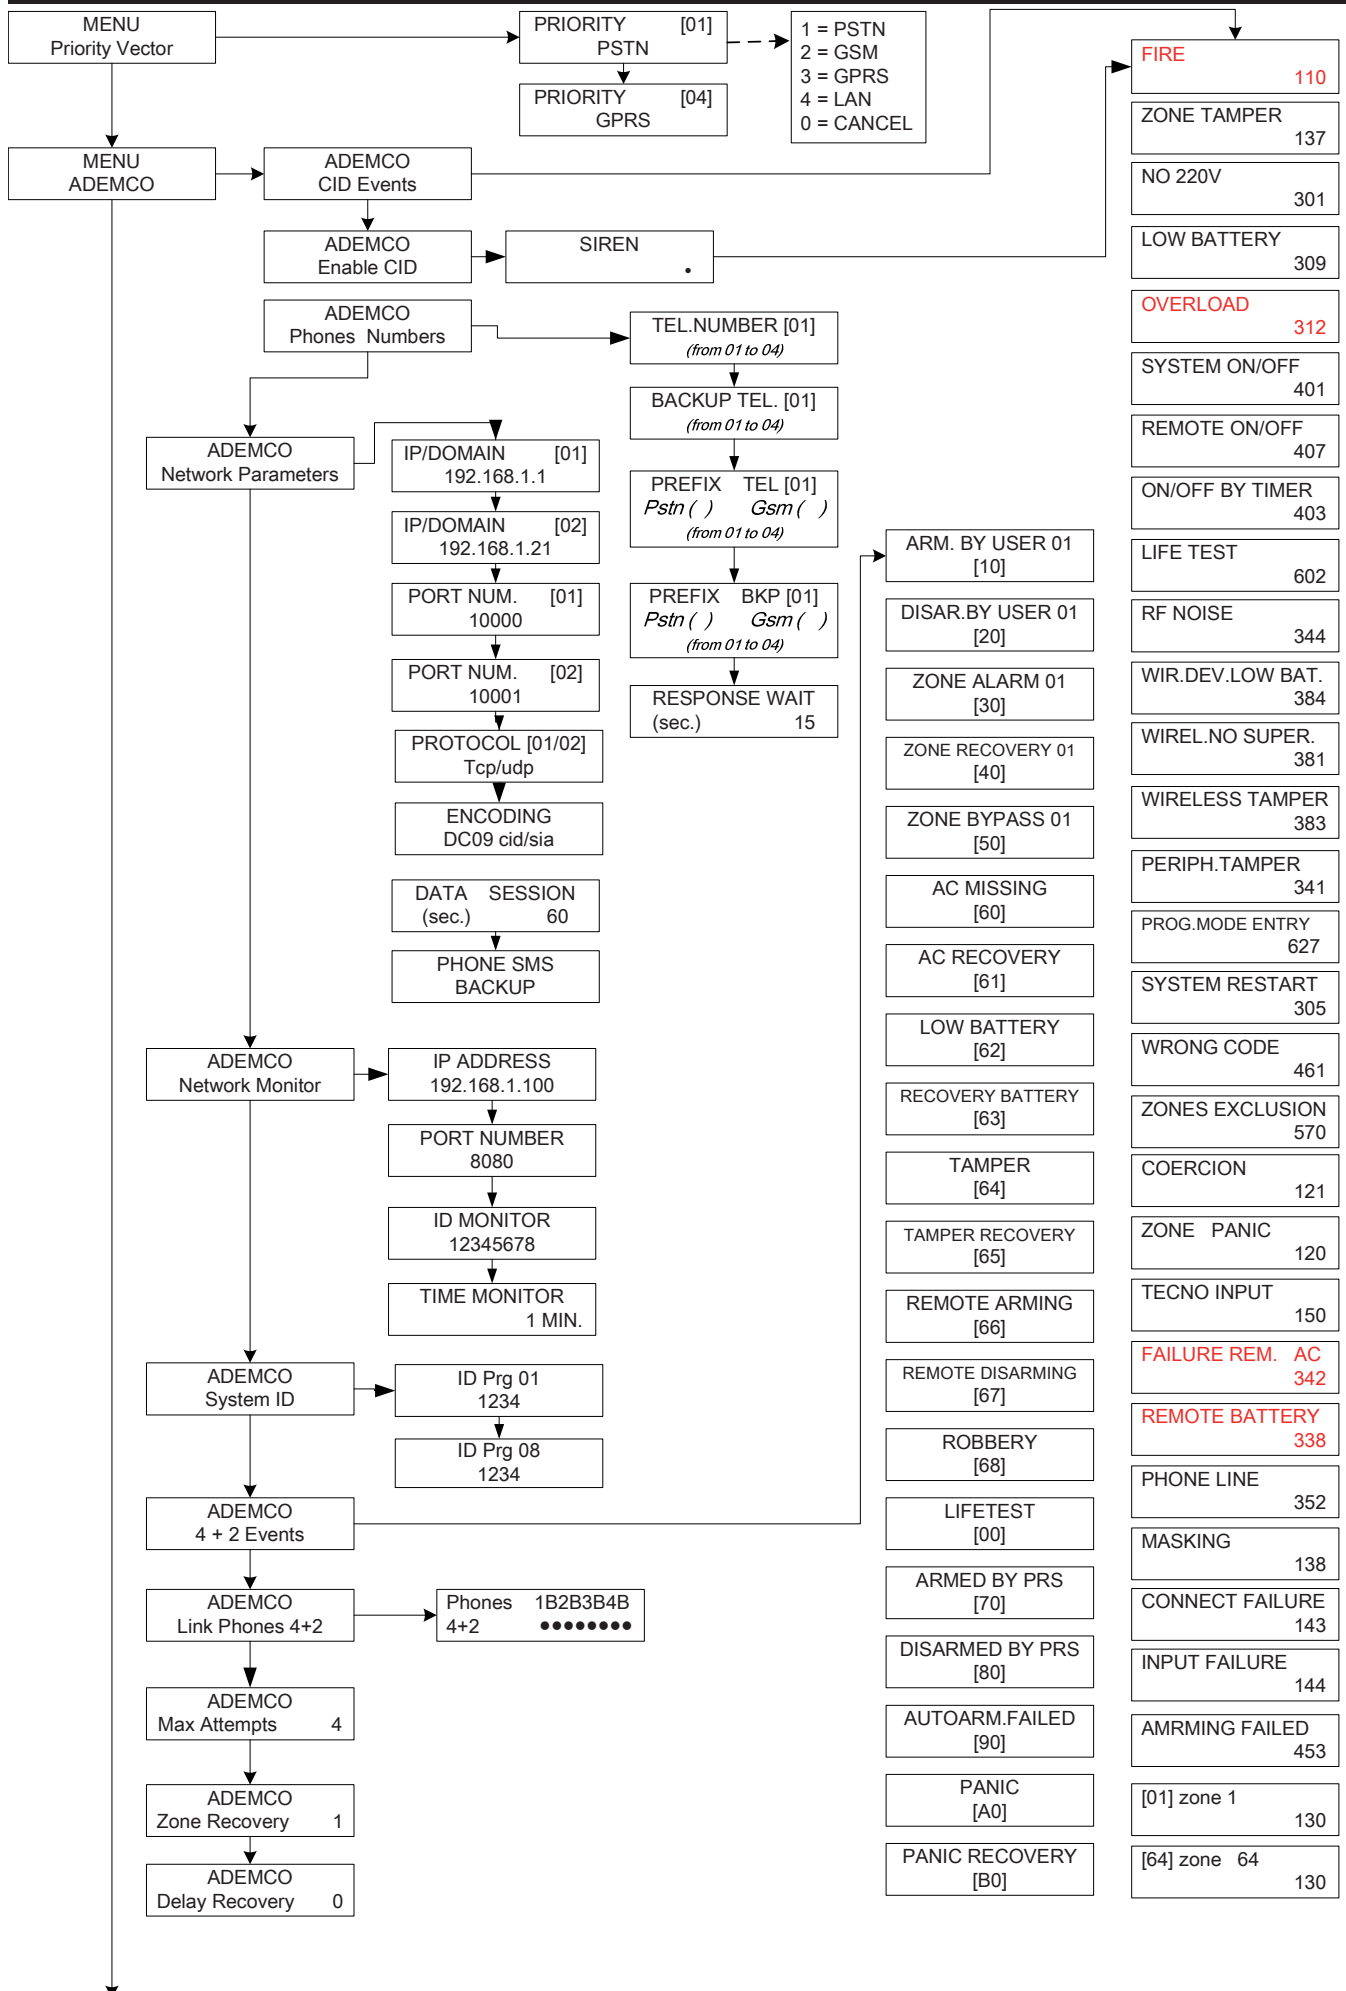 MENU
Priority Vector
PRIORITY [01]
PSTN
PRIORITY [04]
GPRS
1 = PSTN
2 = GSM
3 = GPRS
4 = LAN
0 = CANCEL
MENU
ADEMCO
ADEMCO
CID Events
ADEMCO
Enable CID
SIREN
•
ADEMCO
Phones Numbers
TEL.NUMBER [01]
(from 01 to 04)
BACKUP TEL. [01]
(from 01 to 04)
PREFIX TEL [01]
Pstn ( ) Gsm ( )
(from 01 to 04)
PREFIX BKP [01]
Pstn ( ) Gsm ( )
(from 01 to 04)
RESPONSE WAIT
(sec.) 15
ADEMCO
Network Parameters
IP/DOMAIN [01]
192.168.1.1
IP/DOMAIN [02]
192.168.1.21
PORT NUM. [01]
10000
PORT NUM. [02]
10001
PROTOCOL [01/02]
Tcp/udp
ENCODING
DC09 cid/sia
DATA SESSION
(sec.) 60
PHONE SMS
BACKUP
ADEMCO
Network Monitor
IP ADDRESS
192.168.1.100
PORT NUMBER
8080
ID MONITOR
12345678
TIME MONITOR
1 MIN.
ADEMCO
System ID
ID Prg 01
1234
ID Prg 08
1234
ADEMCO
4 + 2 Events
ADEMCO
Link Phones 4+2
Phones 1B2B3B4B
4+2 ●●●●●●●●
ADEMCO
Max Attempts 4
ADEMCO
Zone Recovery 1
ADEMCO
Delay Recovery 0
ARM. BY USER 01
[10]
DISAR.BY USER 01
[20]
ZONE ALARM 01
[30]
ZONE RECOVERY 01
[40]
ZONE BYPASS 01
[50]
AC MISSING
[60]
AC RECOVERY
[61]
LOW BATTERY
[62]
RECOVERY BATTERY
[63]
TAMPER
[64]
TAMPER RECOVERY
[65]
REMOTE ARMING
[66]
REMOTE DISARMING
[67]
ROBBERY
[68]
LIFETEST
[00]
ARMED BY PRS
[70]
DISARMED BY PRS
[80]
AUTOARM.FAILED
[90]
PANIC
[A0]
PANIC RECOVERY
[B0]
FIRE
110
ZONE TAMPER
137
NO 220V
301
LOW BATTERY
309
OVERLOAD
312
SYSTEM ON/OFF
401
REMOTE ON/OFF
407
ON/OFF BY TIMER
403
LIFE TEST
602
RF NOISE
344
WIR.DEV.LOW BAT.
384
WIREL.NO SUPER.
381
WIRELESS TAMPER
383
PERIPH.TAMPER
341
PROG.MODE ENTRY
627
SYSTEM RESTART
305
WRONG CODE
461
ZONES EXCLUSION
570
COERCION
121
ZONE PANIC
120
TECNO INPUT
150
FAILURE REM. AC
342
REMOTE BATTERY
338
PHONE LINE
352
MASKING
138
CONNECT FAILURE
143
INPUT FAILURE
144
AMRMING FAILED
453
[01] zone 1
130
[64] zone 64
130